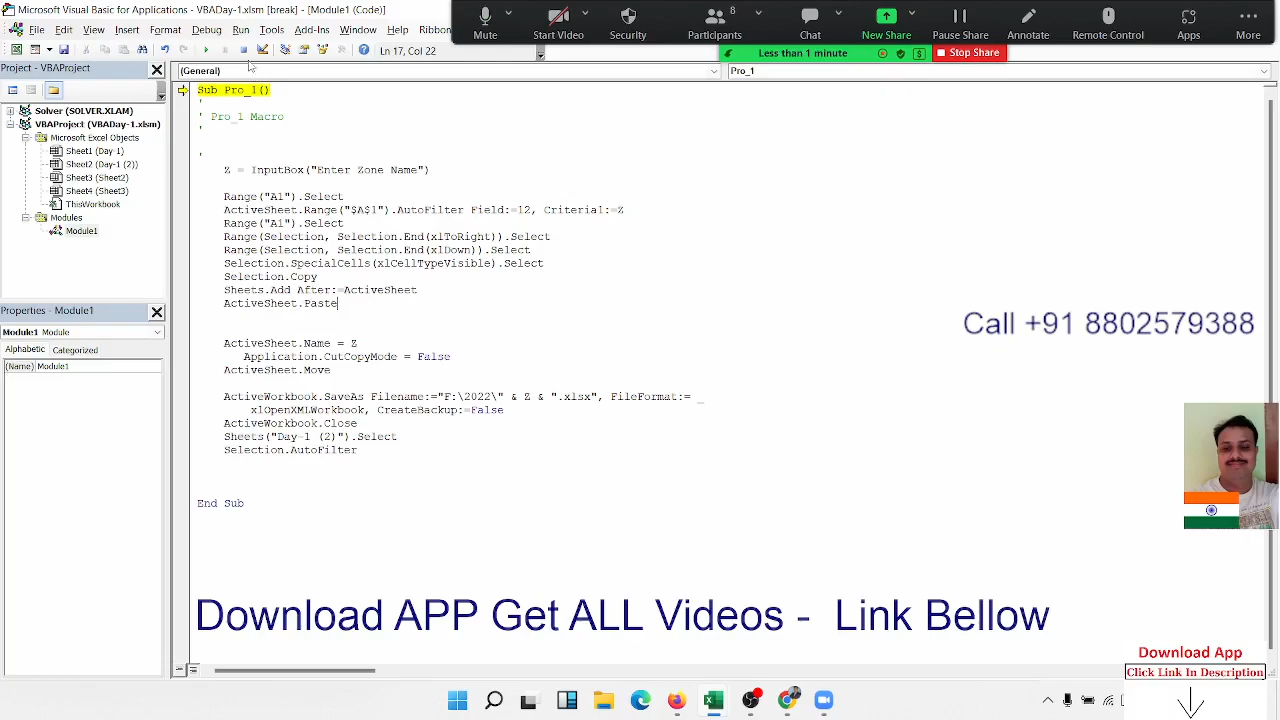 Microsoft Visual Basic for Applications - VBADay-1.xlsm [break] - [Module1 (Code)]
File Edit View Insert Format Debug Run Tools Add-Ins Window Help
Mute Start Video Security Participants 8 Chat New Share Pause Annotate Remote Control Apps More
Ln 17, Col 22
Less than 1 minute
Stop Share
Project - VBAProject
(General)
Pro_1
Solver (SOLVER.XLAM)
VBAProject (VBADay-1.xlsm)
Microsoft Excel Objects
Sheet1 (Day-1)
Sheet2 (Day-1 (2))
Sheet3 (Sheet2)
Sheet4 (Sheet3)
ThisWorkbook
Modules
Module1
Properties - Module1
Module1 Module
Alphabetic Categorized
(Name) Module1
Sub Pro_1()
'
' Pro_1 Macro
'
'
Z = InputBox("Enter Zone Name")
Range("A1").Select
ActiveSheet.Range("$A$1").AutoFilter Field:=12, Criteria1:=Z
Range("A1").Select
Range(Selection, Selection.End(xlToRight)).Select
Range(Selection, Selection.End(xlDown)).Select
Selection.SpecialCells(xlCellTypeVisible).Select
Selection.Copy
Sheets.Add After:=ActiveSheet
ActiveSheet.Paste
ActiveSheet.Name = Z
Application.CutCopyMode = False
ActiveSheet.Move
ActiveWorkbook.SaveAs Filename:="F:\2022\" & Z & ".xlsx", FileFormat:= _
xlOpenXMLWorkbook, CreateBackup:=False
ActiveWorkbook.Close
Sheets("Day-1 (2)").Select
Selection.AutoFilter
End Sub
Call +91 8802579388
Download APP Get ALL Videos - Link Bellow
Download App
Click Link In Description